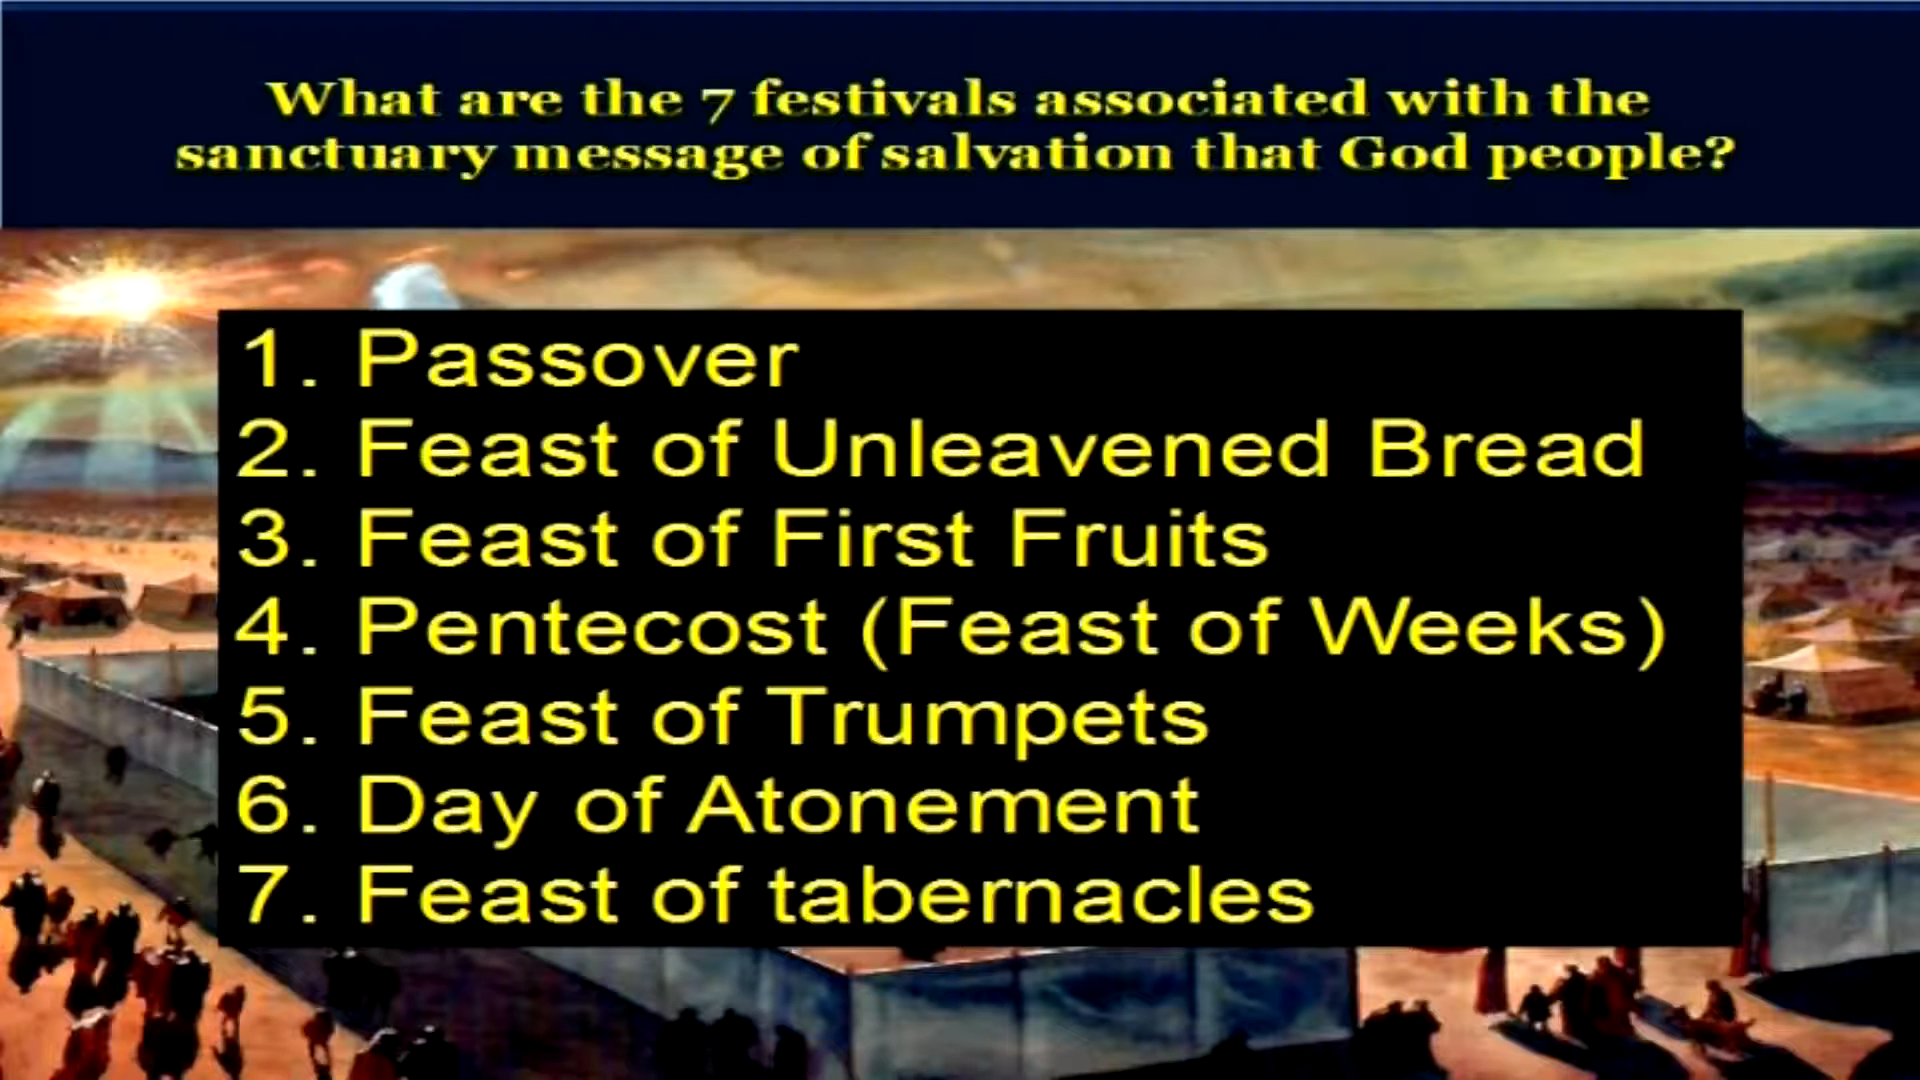 What are the 7 festivals associated with the
sanctuary message of salvation that God people?
1. Passover
2. Feast of Unleavened Bread
3. Feast of First Fruits
4. Pentecost (Feast of Weeks)
5. Feast of Trumpets
6. Day of Atonement
7. Feast of tabernacles